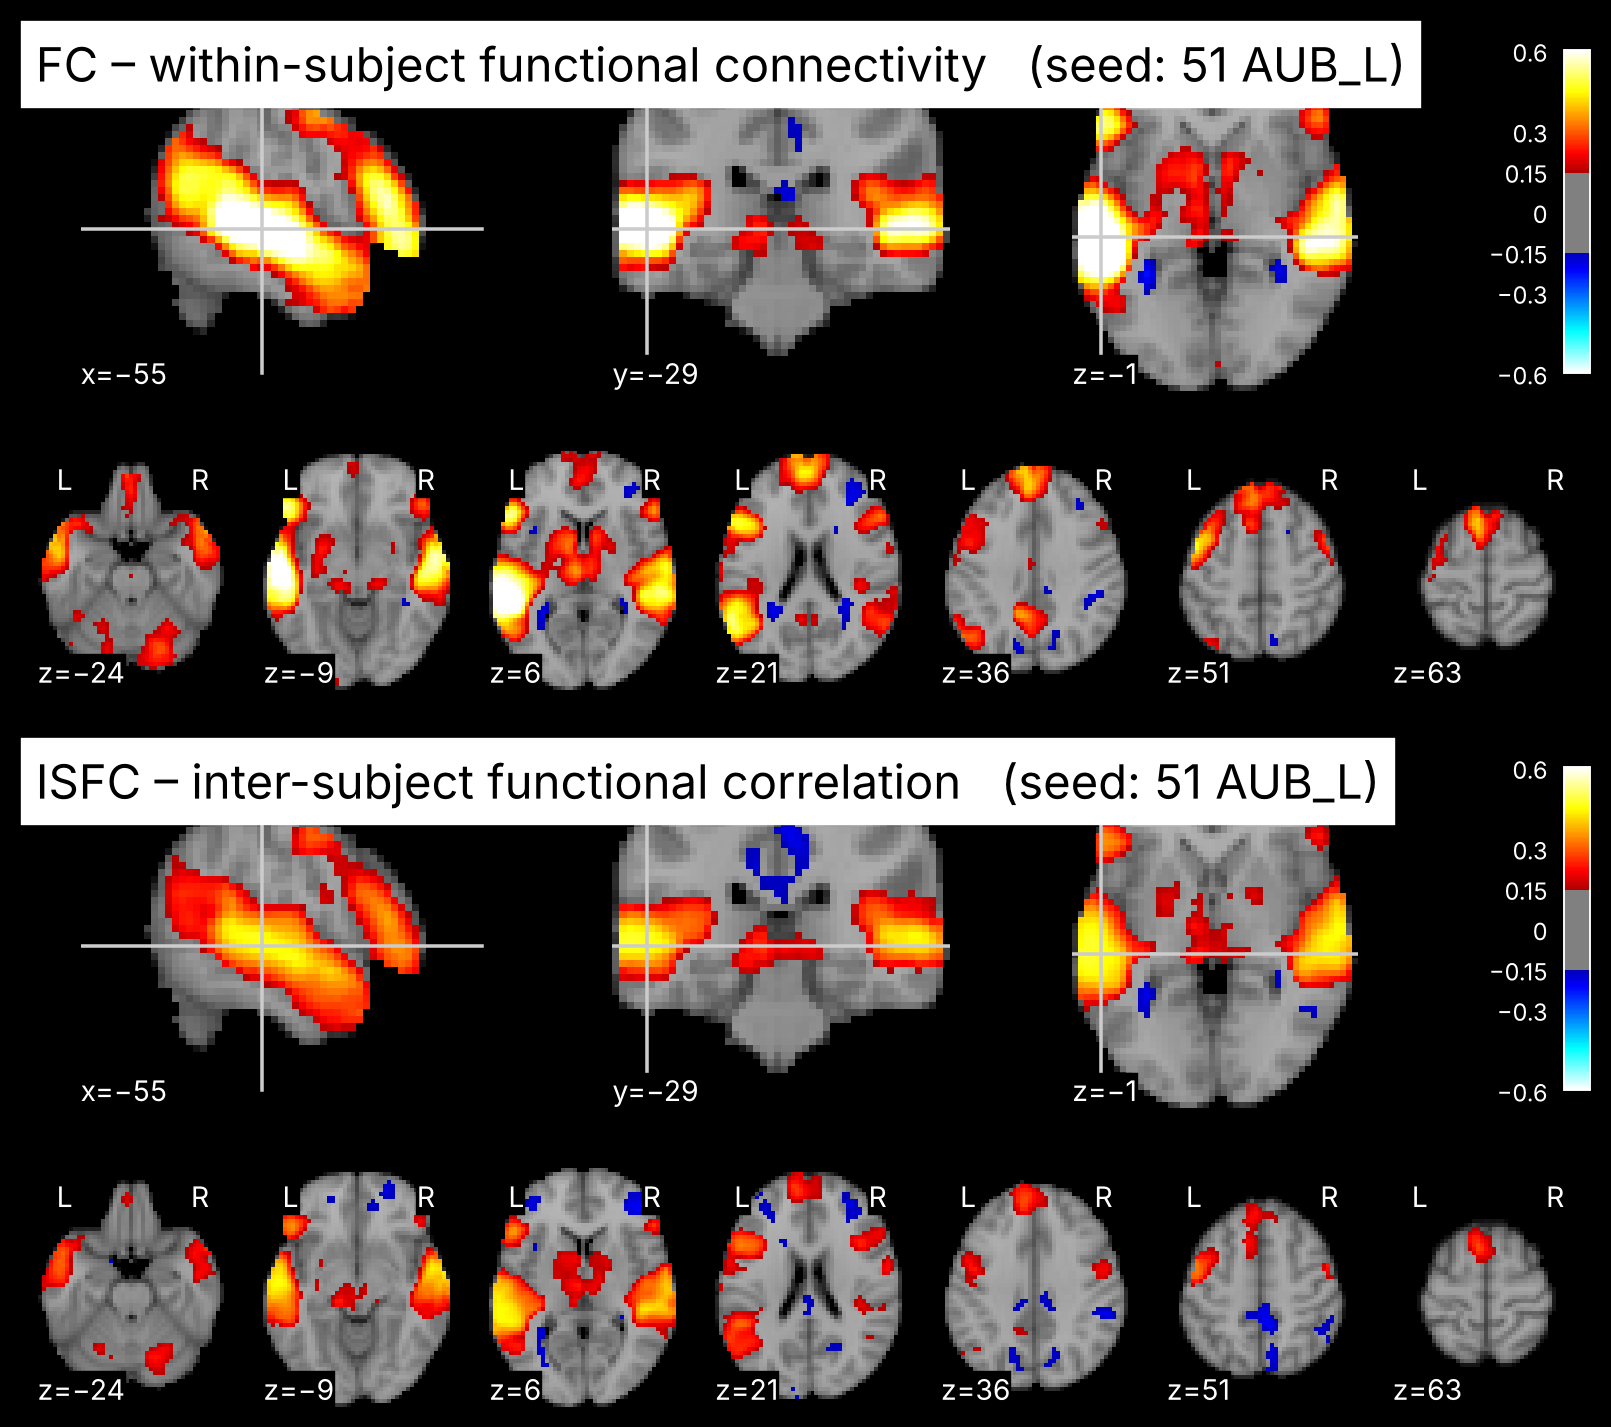 FC – within-subject functional connectivity (seed: 51 AUB_L)
0.6
0.3
0.15
0
−0.15
−0.3
−0.6
x=−55
y=−29
z=−1
L R
L R
L R
L R
L R
L R
L R
z=−24
z=−9
z=6
z=21
z=36
z=51
z=63
ISFC – inter-subject functional correlation (seed: 51 AUB_L)
0.6
0.3
0.15
0
−0.15
−0.3
−0.6
x=−55
y=−29
z=−1
L R
L R
L R
L R
L R
L R
L R
z=−24
z=−9
z=6
z=21
z=36
z=51
z=63